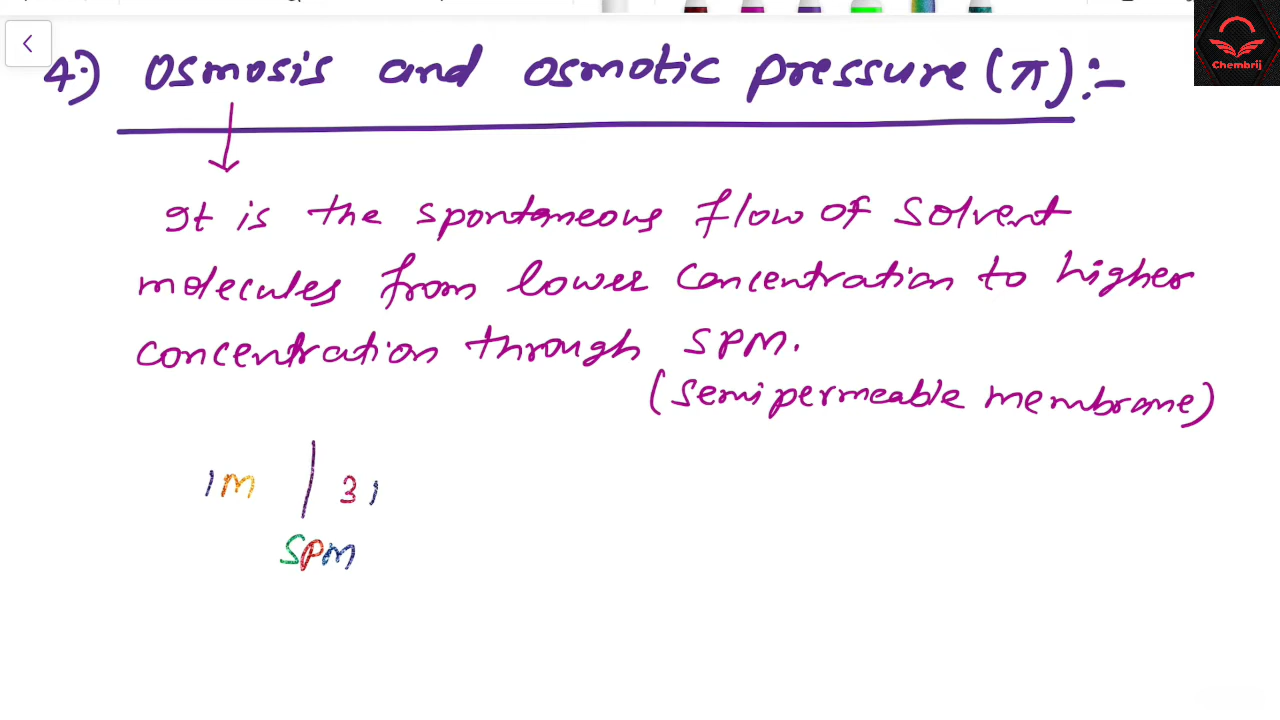 Chembrij
4:) Osmosis and osmotic pressure (π) :-
It is the spontaneous flow of solvent
molecules from lower concentration to higher
concentration through SPM.
(semipermeable membrane)
1M | 3
SPM